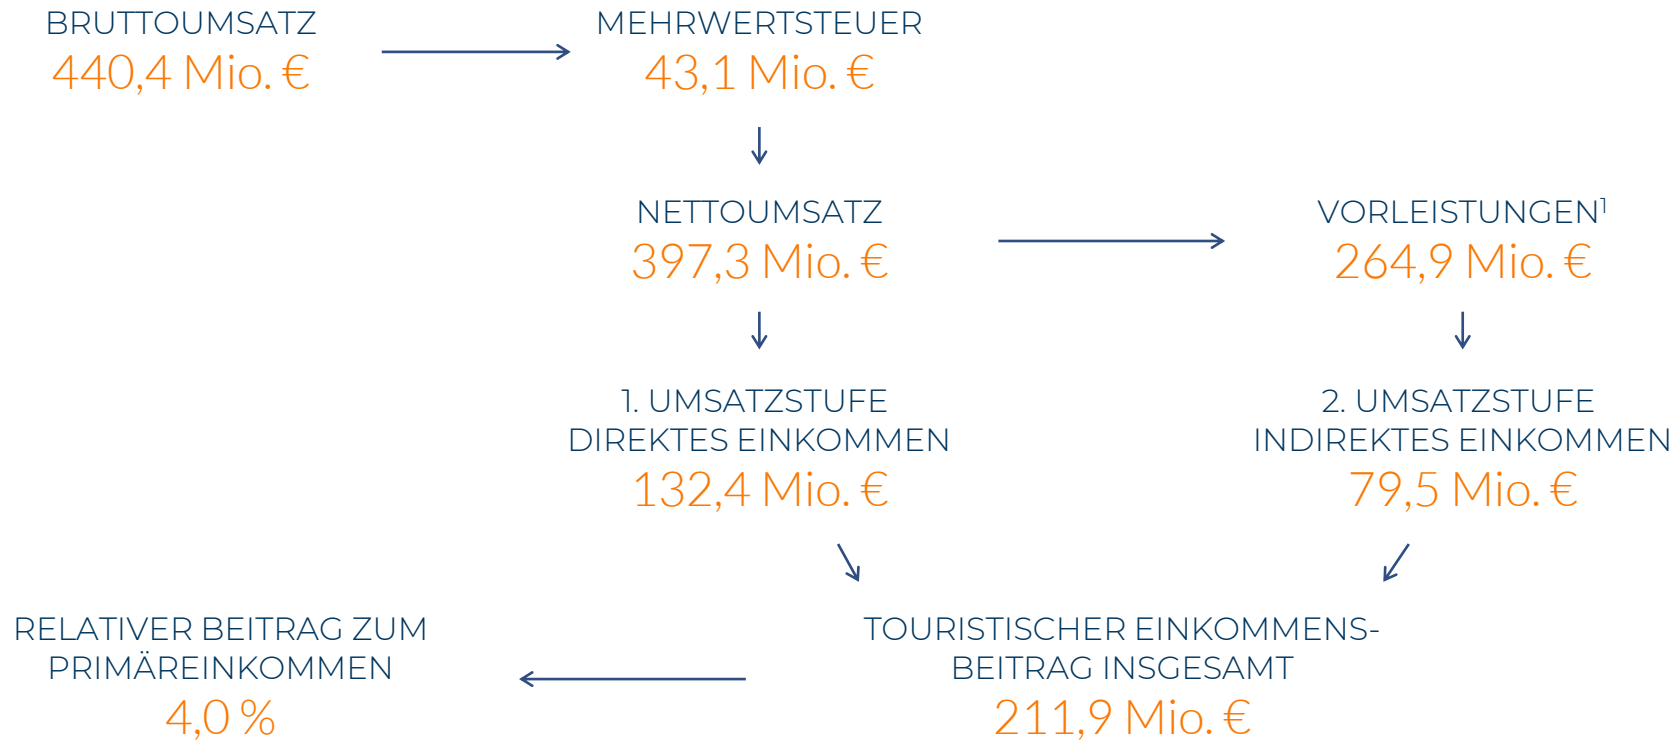 BRUTTOUMSATZ
440,4 Mio. €
MEHRWERTSTEUER
43,1 Mio. €
NETTOUMSATZ
397,3 Mio. €
VORLEISTUNGEN¹
264,9 Mio. €
1. UMSATZSTUFE
DIREKTES EINKOMMEN
132,4 Mio. €
2. UMSATZSTUFE
INDIREKTES EINKOMMEN
79,5 Mio. €
RELATIVER BEITRAG ZUM
PRIMÄREINKOMMEN
4,0 %
TOURISTISCHER EINKOMMENS-
BEITRAG INSGESAMT
211,9 Mio. €